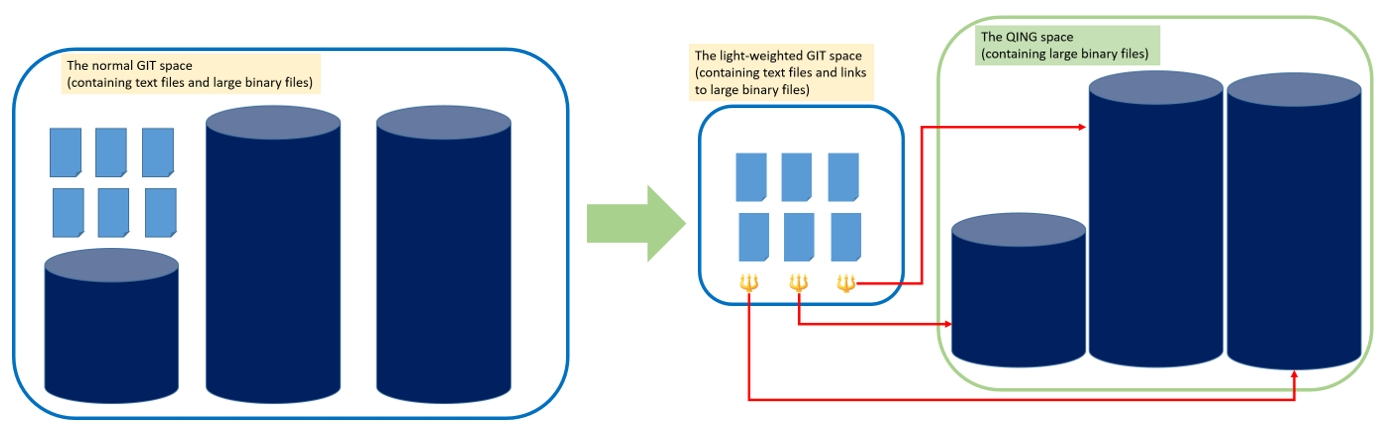 The normal GIT space
(containing text files and large binary files)
The light-weighted GIT space
(containing text files and links
to large binary files)
The QING space
(containing large binary files)